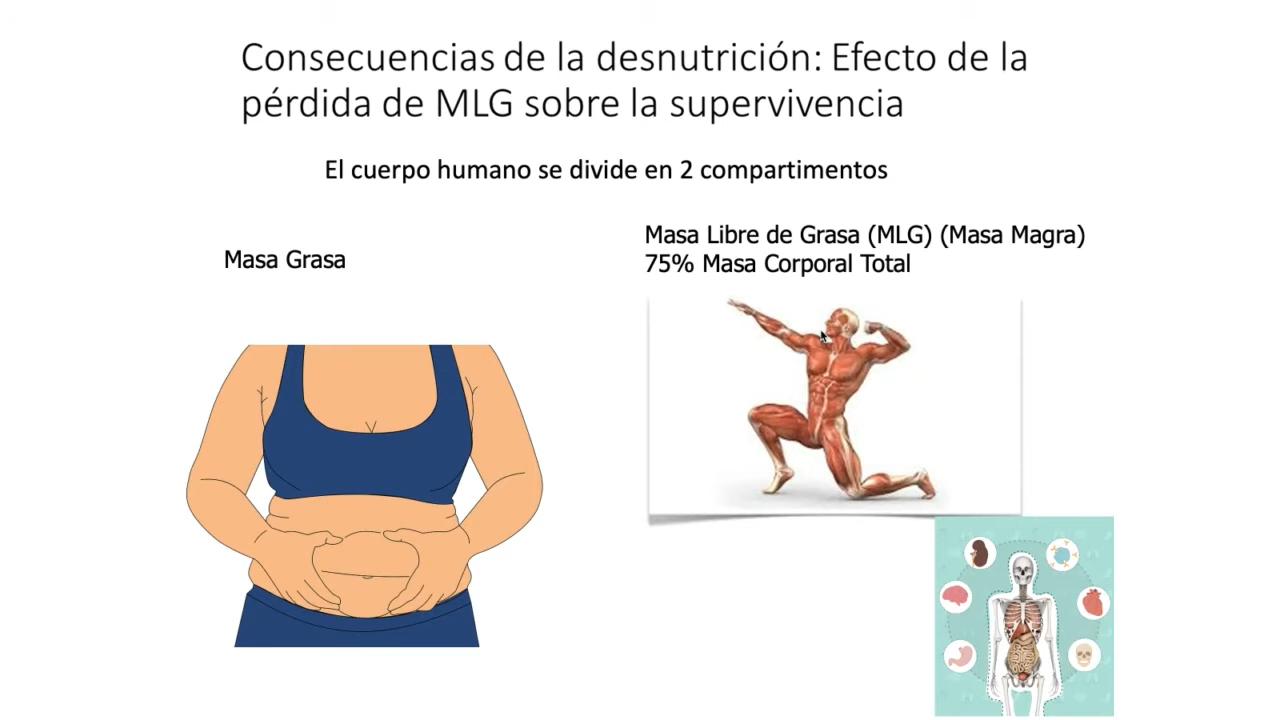 Consecuencias de la desnutrición: Efecto de la
pérdida de MLG sobre la supervivencia
El cuerpo humano se divide en 2 compartimentos
Masa Grasa
Masa Libre de Grasa (MLG) (Masa Magra)
75% Masa Corporal Total